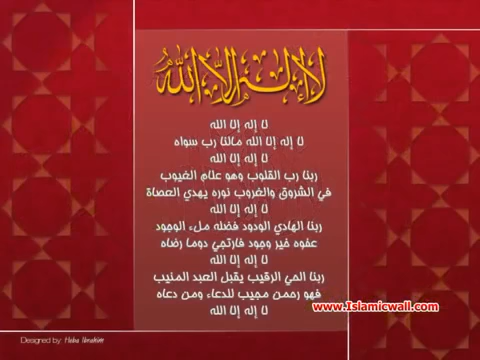 لا إله إلا الله
لا إله إلا الله
لا إله إلا الله مالنا رب سواه
لا إله إلا الله
ربنا رب القلوب وهو علام الغيوب
في الشروق والغروب نوره يهدي العصاة
لا إله إلا الله
ربنا الهادي الودود فضله ملء الوجود
عفوه خير وجود فارتجي دوما رضاه
لا إله إلا الله
ربنا الحي الرقيب يقبل العبد المنيب
فهو رحمن مجيب للدعاء ومن دعاه
لا إله إلا الله
www.Islamicwall.com
Designed by: Heba Ibrahim